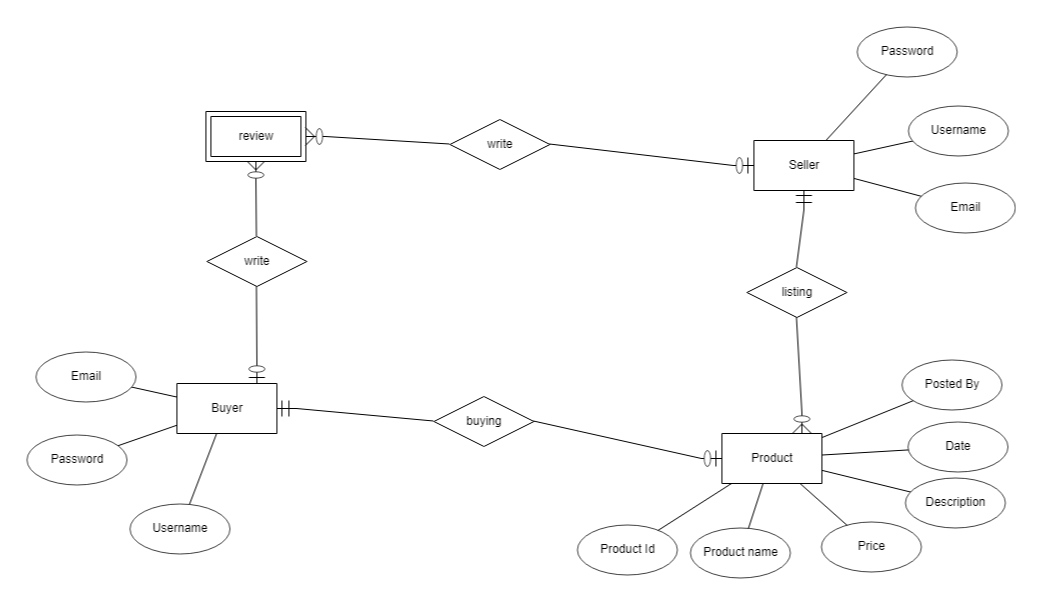 Password
review
Username
write
Seller
Email
write
listing
Email
Posted By
Buyer
buying
Date
Password
Product
Description
Username
Product Id
Product name
Price